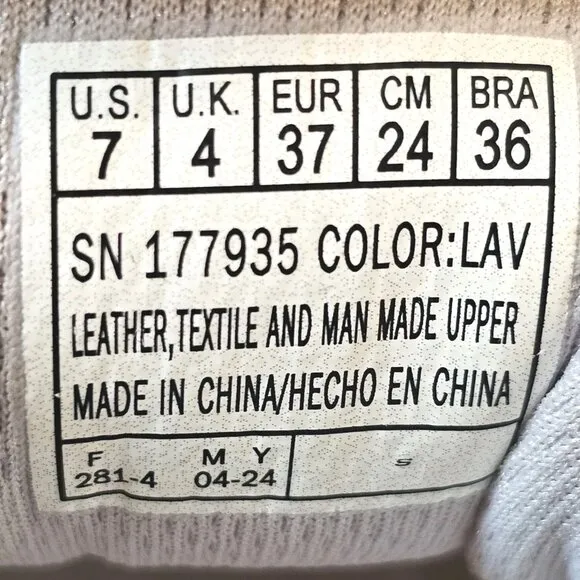 U.S. U.K. EUR CM BRA
7 4 37 24 36
SN 177935 COLOR:LAV
LEATHER,TEXTILE AND MAN MADE UPPER
MADE IN CHINA/HECHO EN CHINA
F M Y S
281-4 04-24